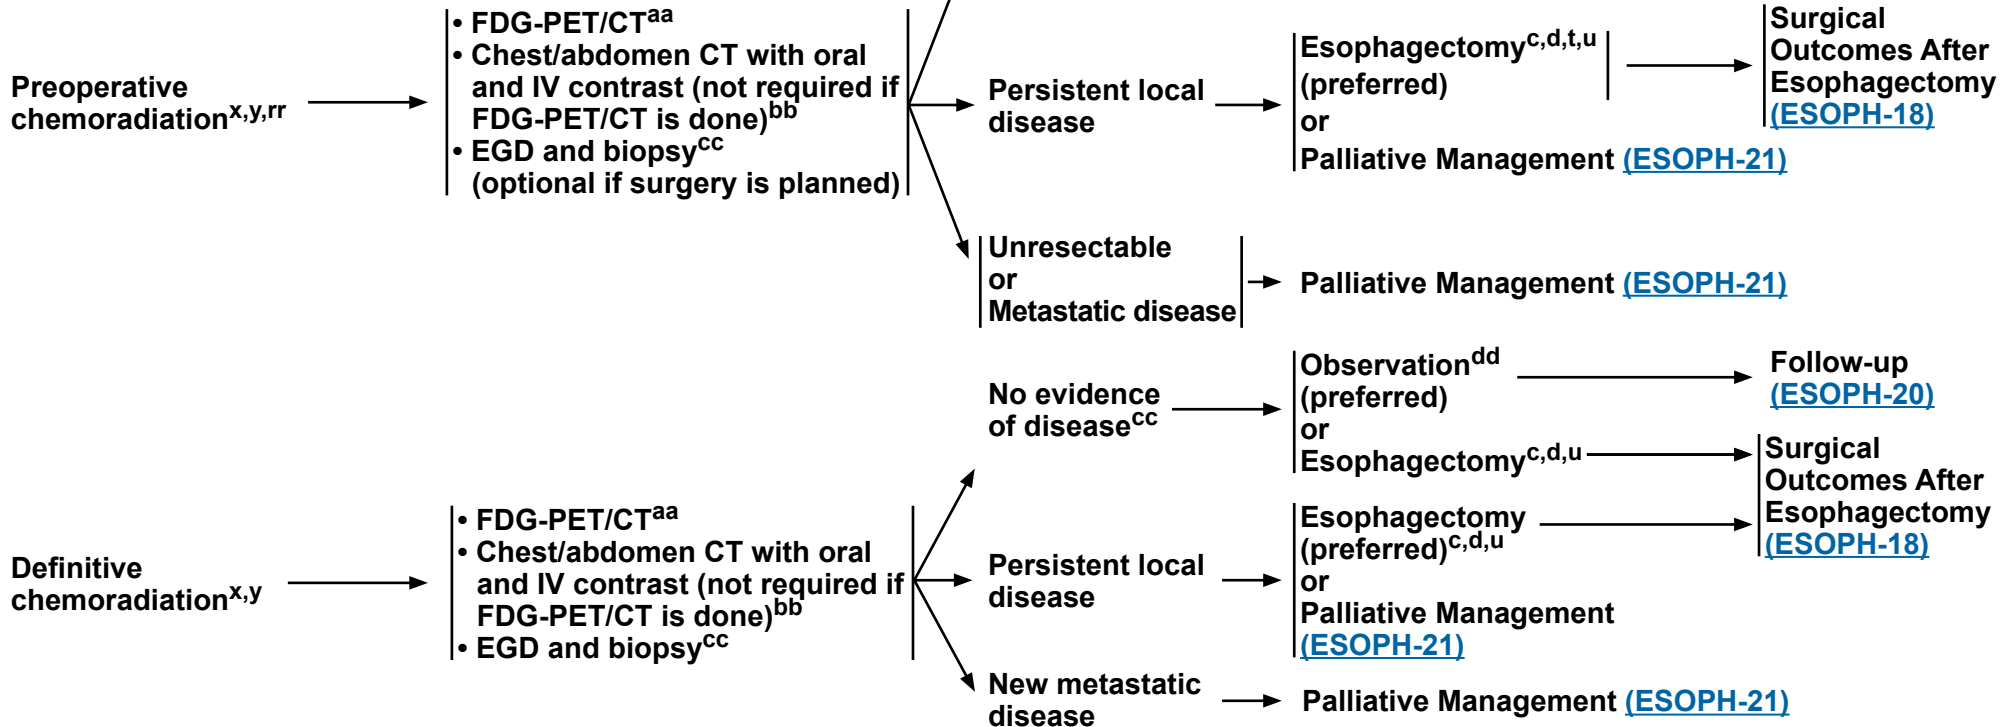 Preoperative
chemoradiationx,y,rr
• FDG-PET/CTaa
• Chest/abdomen CT with oral
and IV contrast (not required if
FDG-PET/CT is done)bb
• EGD and biopsycc
(optional if surgery is planned)
Persistent local
disease
Esophagectomyc,d,t,u
(preferred)
or
Palliative Management (ESOPH-21)
Surgical
Outcomes After
Esophagectomy
(ESOPH-18)
Unresectable
or
Metastatic disease
Palliative Management (ESOPH-21)
Definitive
chemoradiationx,y
• FDG-PET/CTaa
• Chest/abdomen CT with oral
and IV contrast (not required if
FDG-PET/CT is done)bb
• EGD and biopsycc
No evidence
of diseasecc
Observationdd
(preferred)
or
Esophagectomyc,d,u
Follow-up
(ESOPH-20)
Persistent local
disease
Esophagectomy
(preferred)c,d,u
or
Palliative Management
(ESOPH-21)
Surgical
Outcomes After
Esophagectomy
(ESOPH-18)
New metastatic
disease
Palliative Management (ESOPH-21)